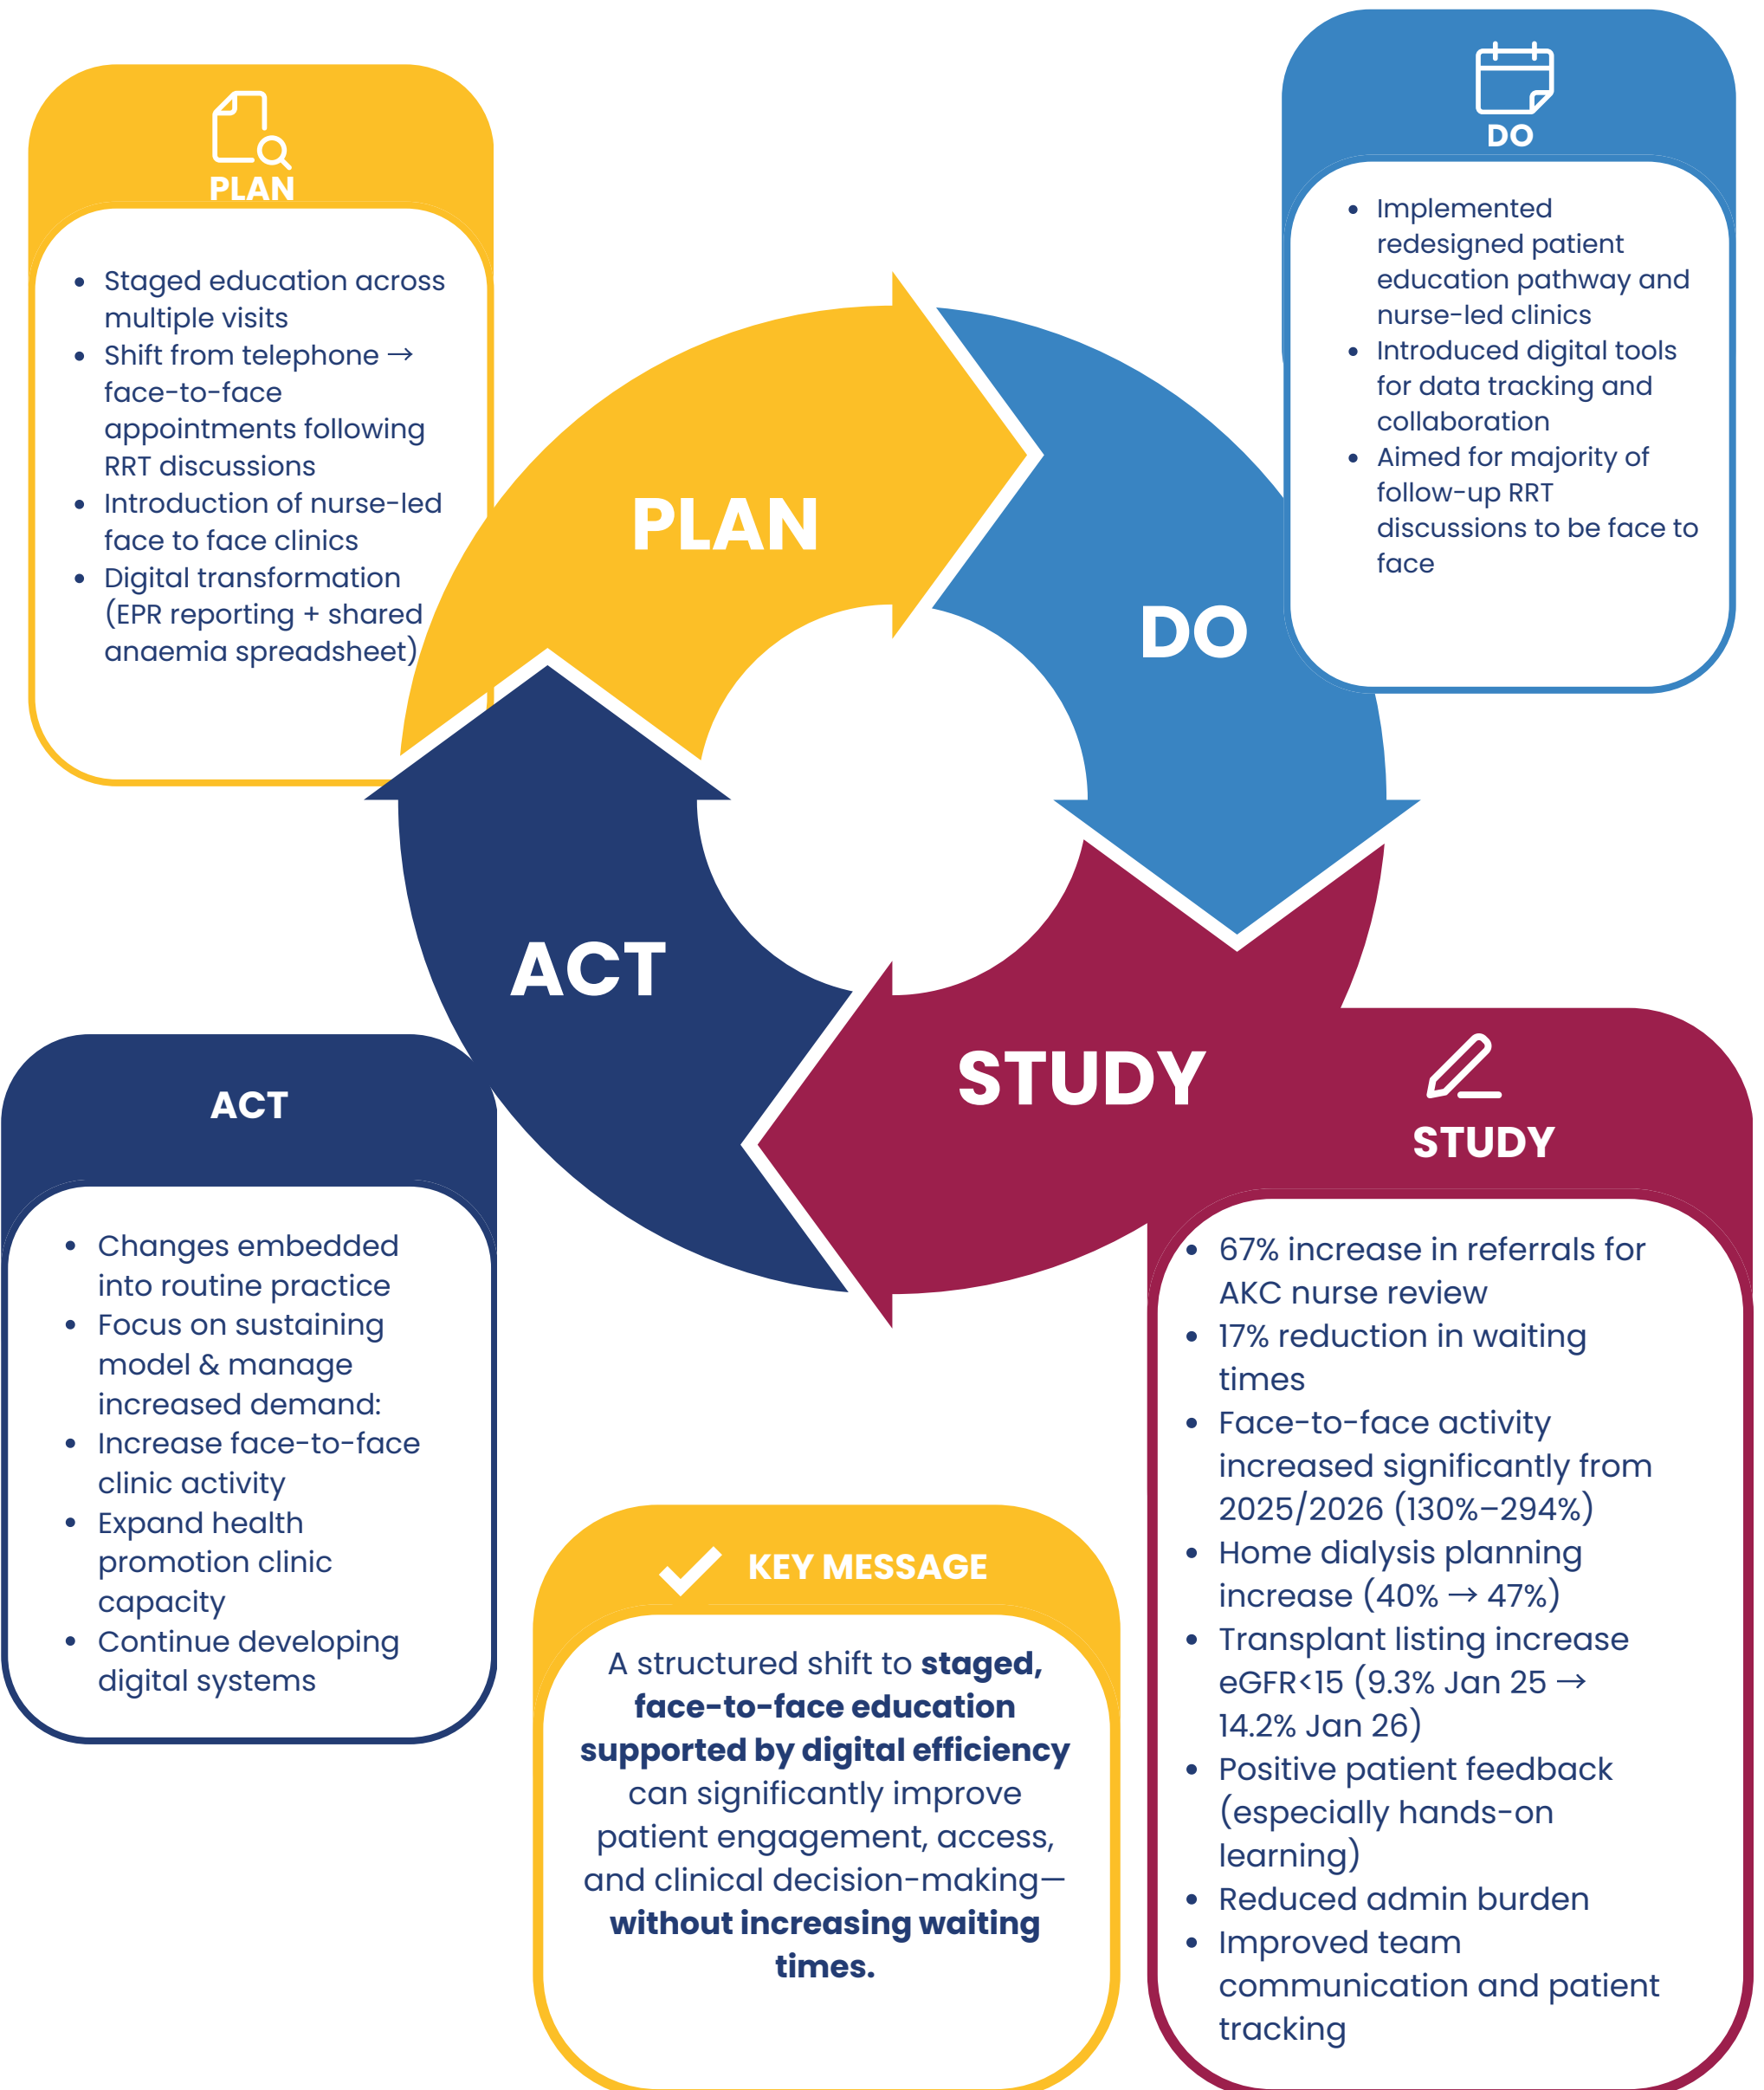 PLAN
• Staged education across
multiple visits
• Shift from telephone →
face-to-face
appointments following
RRT discussions
• Introduction of nurse-led
face to face clinics
• Digital transformation
(EPR reporting + shared
anaemia spreadsheet)
DO
• Implemented
redesigned patient
education pathway and
nurse-led clinics
• Introduced digital tools
for data tracking and
collaboration
• Aimed for majority of
follow-up RRT
discussions to be face to
face
PLAN
DO
ACT
STUDY
ACT
• Changes embedded
into routine practice
• Focus on sustaining
model & manage
increased demand:
• Increase face-to-face
clinic activity
• Expand health
promotion clinic
capacity
• Continue developing
digital systems
KEY MESSAGE
A structured shift to staged,
face-to-face education
supported by digital efficiency
can significantly improve
patient engagement, access,
and clinical decision-making—
without increasing waiting
times.
STUDY
• 67% increase in referrals for
AKC nurse review
• 17% reduction in waiting
times
• Face-to-face activity
increased significantly from
2025/2026 (130%–294%)
• Home dialysis planning
increase (40% → 47%)
• Transplant listing increase
eGFR<15 (9.3% Jan 25 →
14.2% Jan 26)
• Positive patient feedback
(especially hands-on
learning)
• Reduced admin burden
• Improved team
communication and patient
tracking